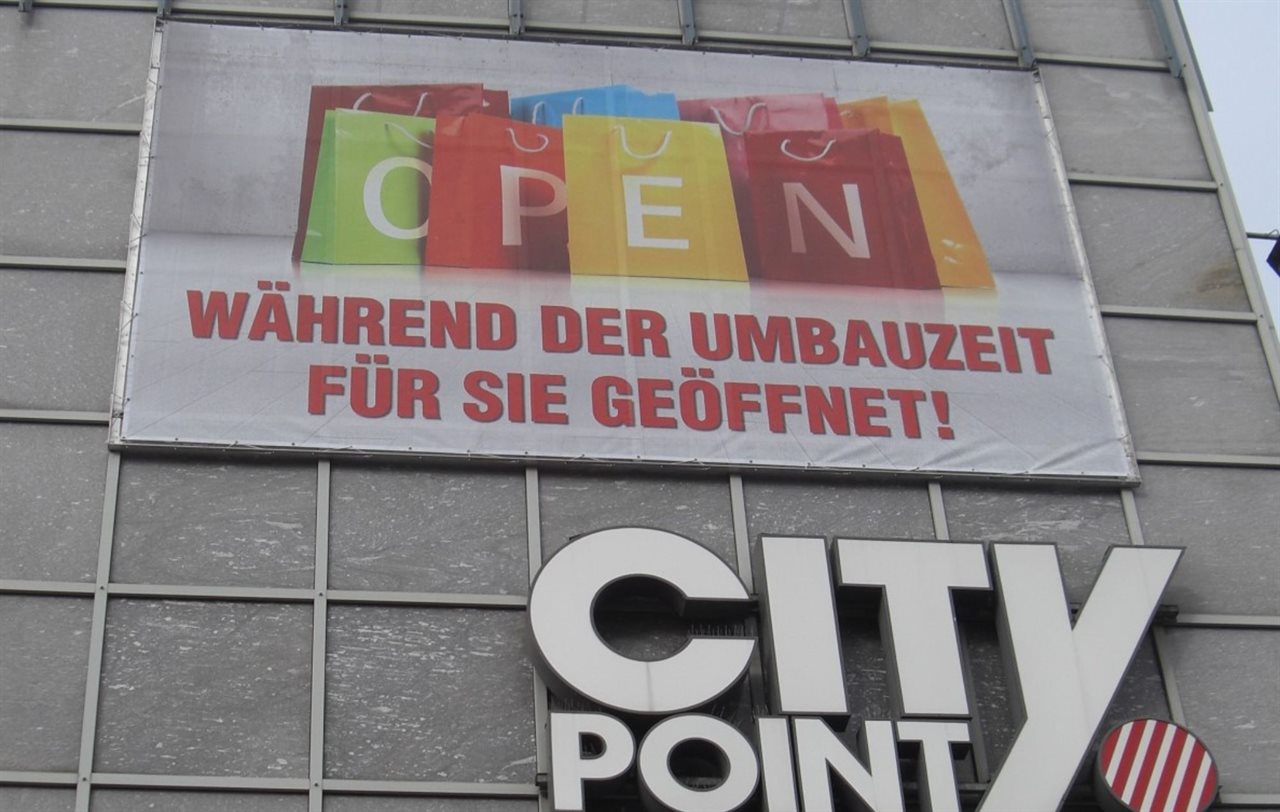 OPEN
WÄHREND DER UMBAUZEIT
FÜR SIE GEÖFFNET!
CITY
POINT